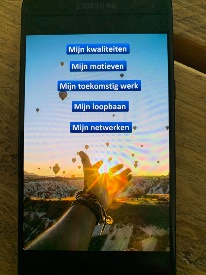 Mijn kwaliteiten
Mijn motieven
Mijn toekomstig werk
Mijn loopbaan
Mijn netwerken